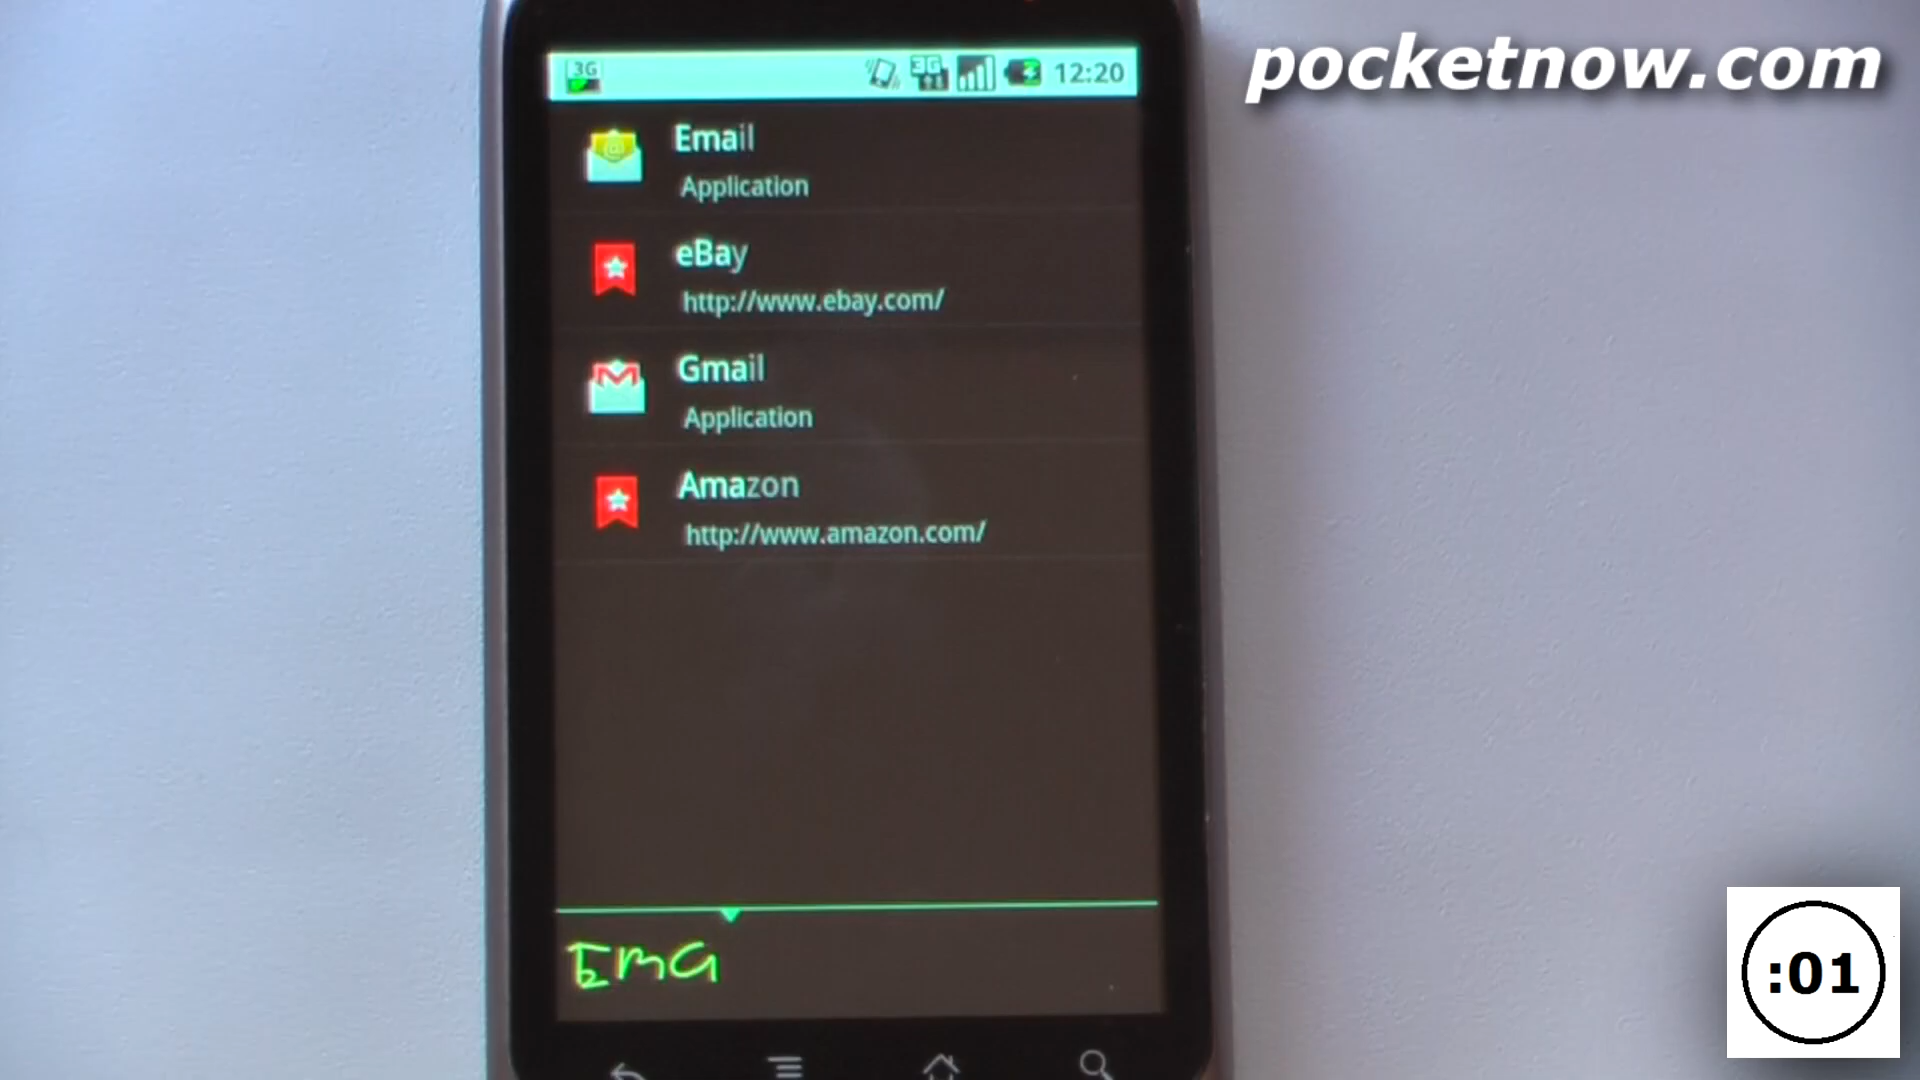 pocketnow.com
3G 3G 12:20
Email
Application
eBay
http://www.ebay.com/
Gmail
Application
Amazon
http://www.amazon.com/
Ema
:01